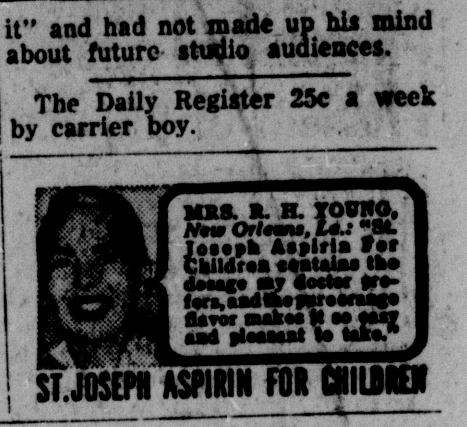 it” and had not made up his mind
about future studio audiences.
The Daily Register 25c a week
by carrier boy.
MRS. R. H. YOUNG,
New Orleans, La.: “St.
Joseph Aspirin For
Children contains the
dosage my doctor pre-
fers, and the pure orange
flavor makes it so easy
and pleasant to take.”
ST. JOSEPH ASPIRIN FOR CHILDREN